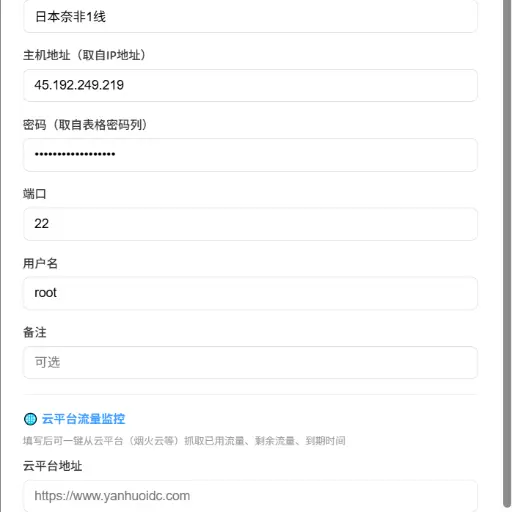 日本奈非1线
主机地址（取自IP地址）
45.192.249.219
密码（取自表格密码列）
••••••••••••••••••
端口
22
用户名
root
备注
可选
🌐 云平台流量监控
填写后可一键从云平台（烟火云等）抓取已用流量、剩余流量、到期时间
云平台地址
https://www.yanhuoidc.com